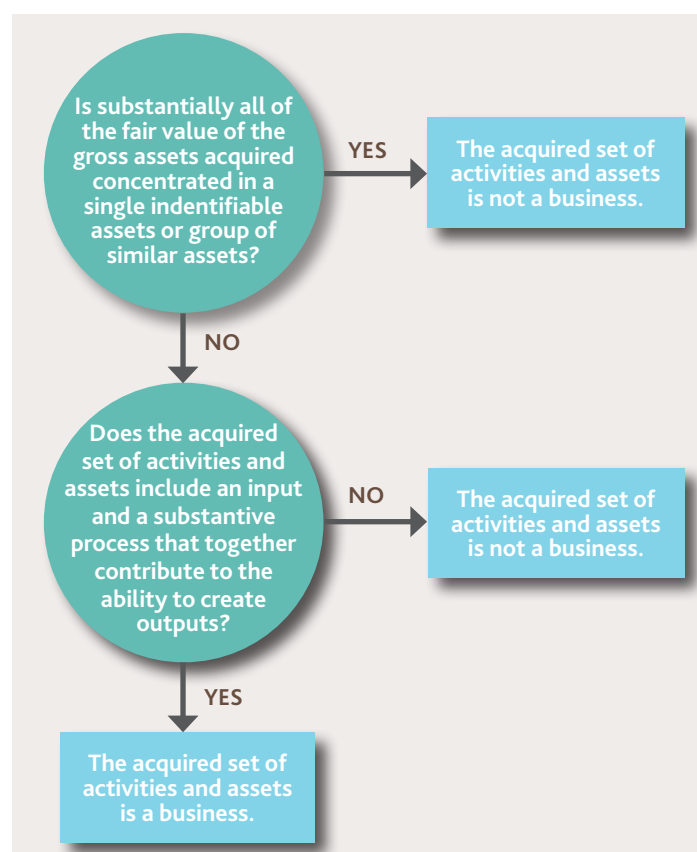 Is substantially all of
the fair value of the
gross assets acquired
concentrated in a
single indentifiable
assets or group of
similar assets?
YES
The acquired set of
activities and assets
is not a business.
NO
Does the acquired
set of activities and
assets include an input
and a substantive
process that together
contribute to the
ability to create
outputs?
NO
The acquired set of
activities and assets
is not a business.
YES
The acquired set of
activities and assets
is a business.